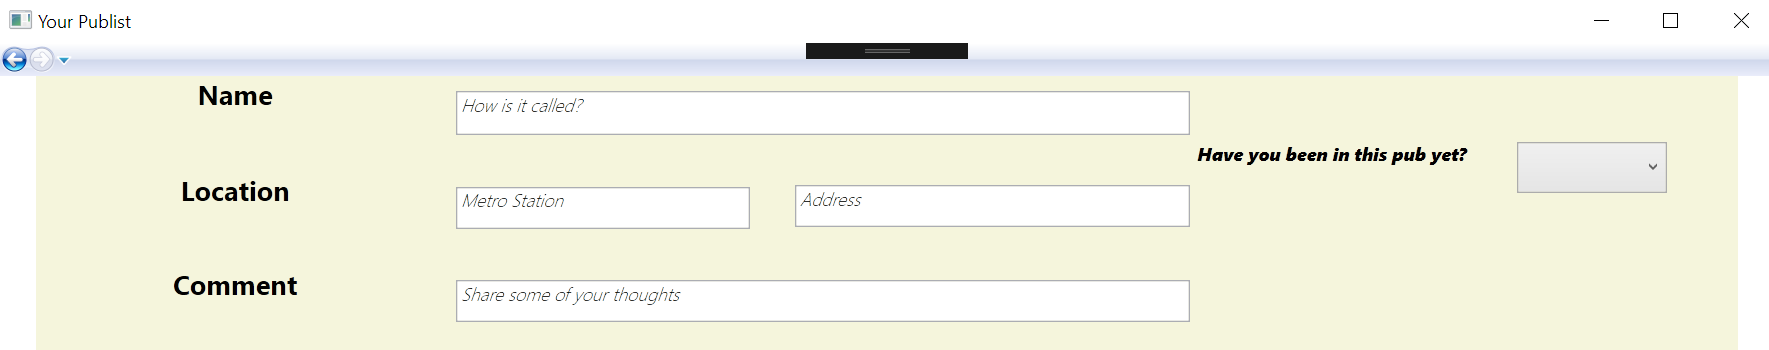 Your Publist
Name
How is it called?
Have you been in this pub yet?
Location
Metro Station
Address
Comment
Share some of your thoughts